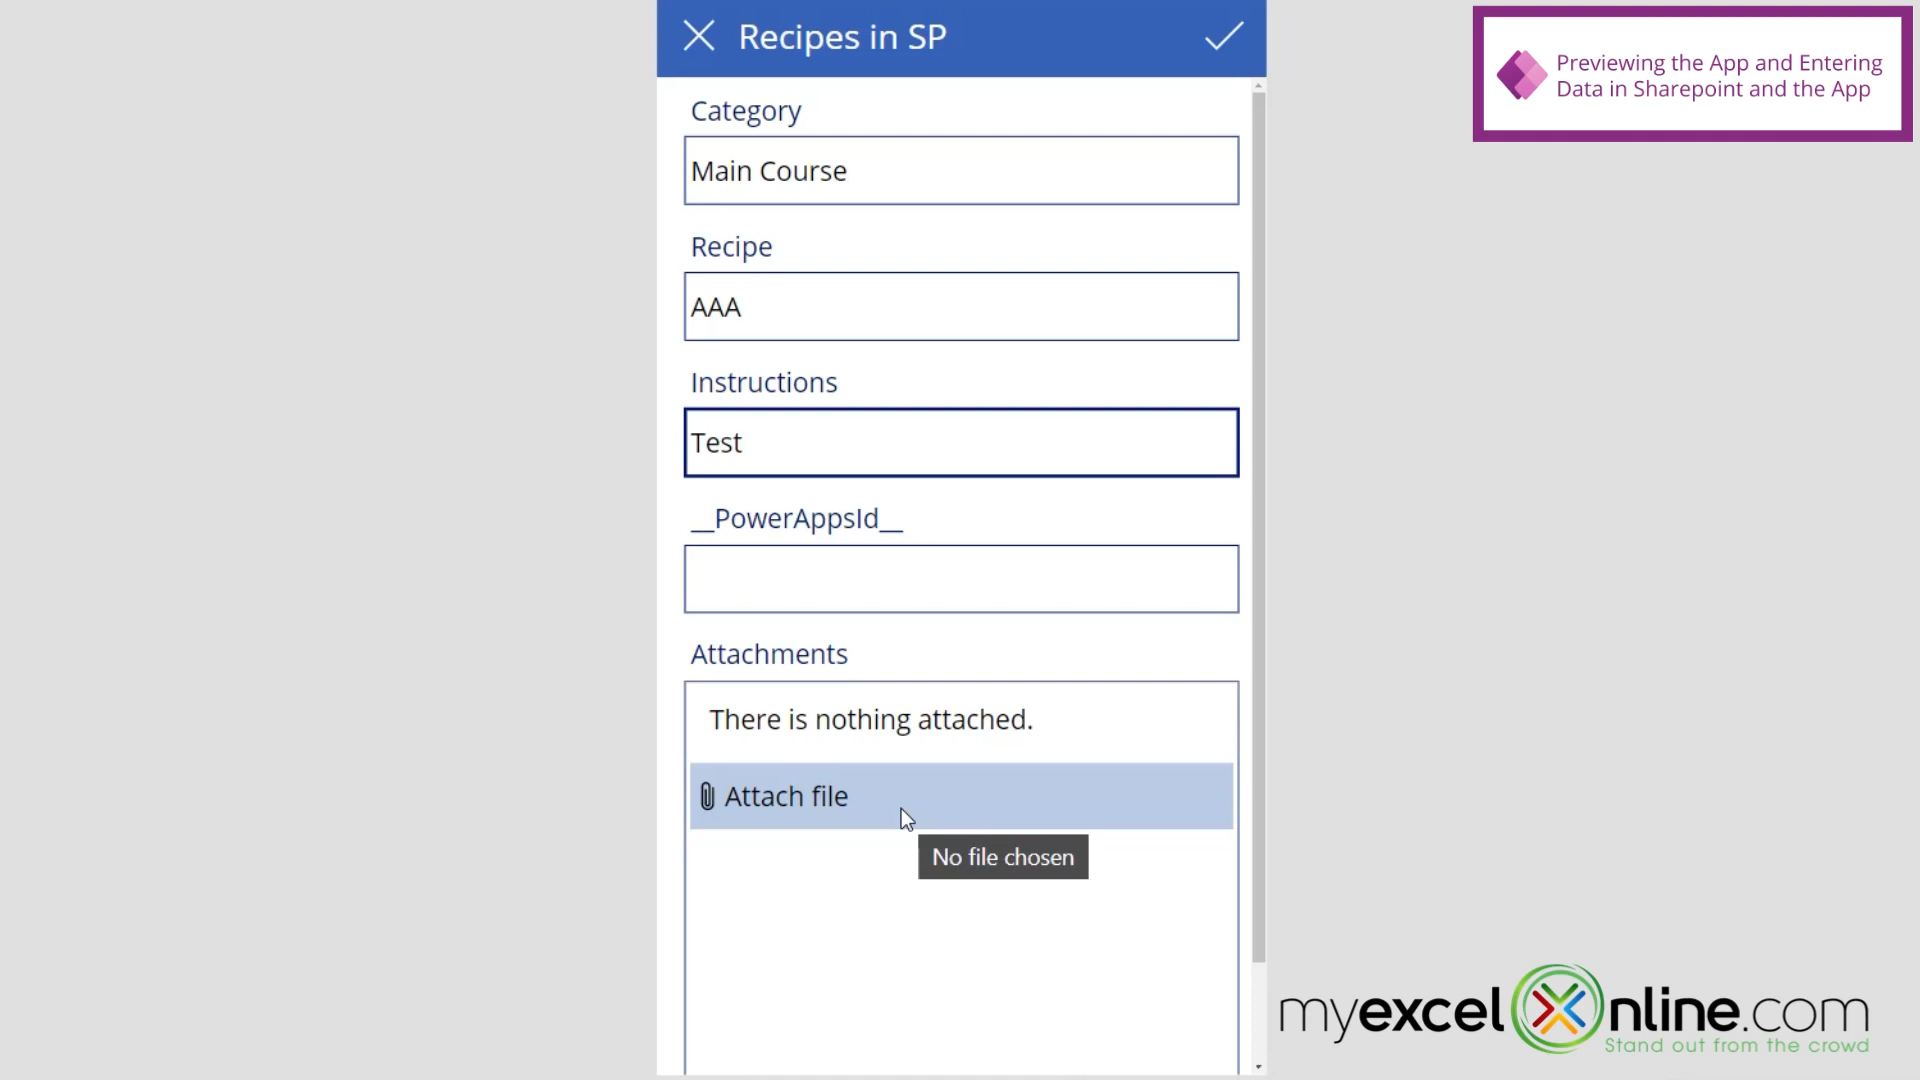 Recipes in SP
Previewing the App and Entering
Data in Sharepoint and the App
Category
Main Course
Recipe
AAA
Instructions
Test
__PowerAppsId__
Attachments
There is nothing attached.
Attach file
No file chosen
myexcelOnline.com
Stand out from the crowd